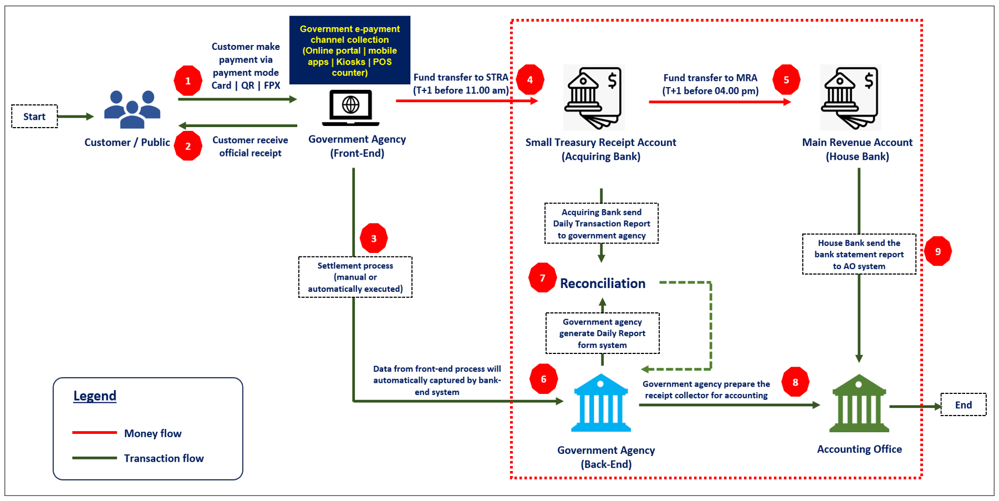 Start
Customer / Public
1
Customer make
payment via
payment mode
Card | QR | FPX
2
Customer receive
official receipt
Government e-payment
channel collection
(Online portal | mobile
apps | Kiosks | POS
counter)
Government Agency
(Front-End)
Fund transfer to STRA
(T+1 before 11.00 am)
4
Small Treasury Receipt Account
(Acquiring Bank)
Fund transfer to MRA
(T+1 before 04.00 pm)
5
Main Revenue Account
(House Bank)
3
Settlement process
(manual or
automatically executed)
Acquiring Bank send
Daily Transaction Report
to government agency
7
Reconciliation
Government agency
generate Daily Report
form system
House Bank send the
bank statement report
to AO system
9
Data from front-end process will
automatically captured by bank-
end system
6
Government Agency
(Back-End)
Government agency prepare the
receipt collector for accounting
8
Accounting Office
End
Legend
Money flow
Transaction flow